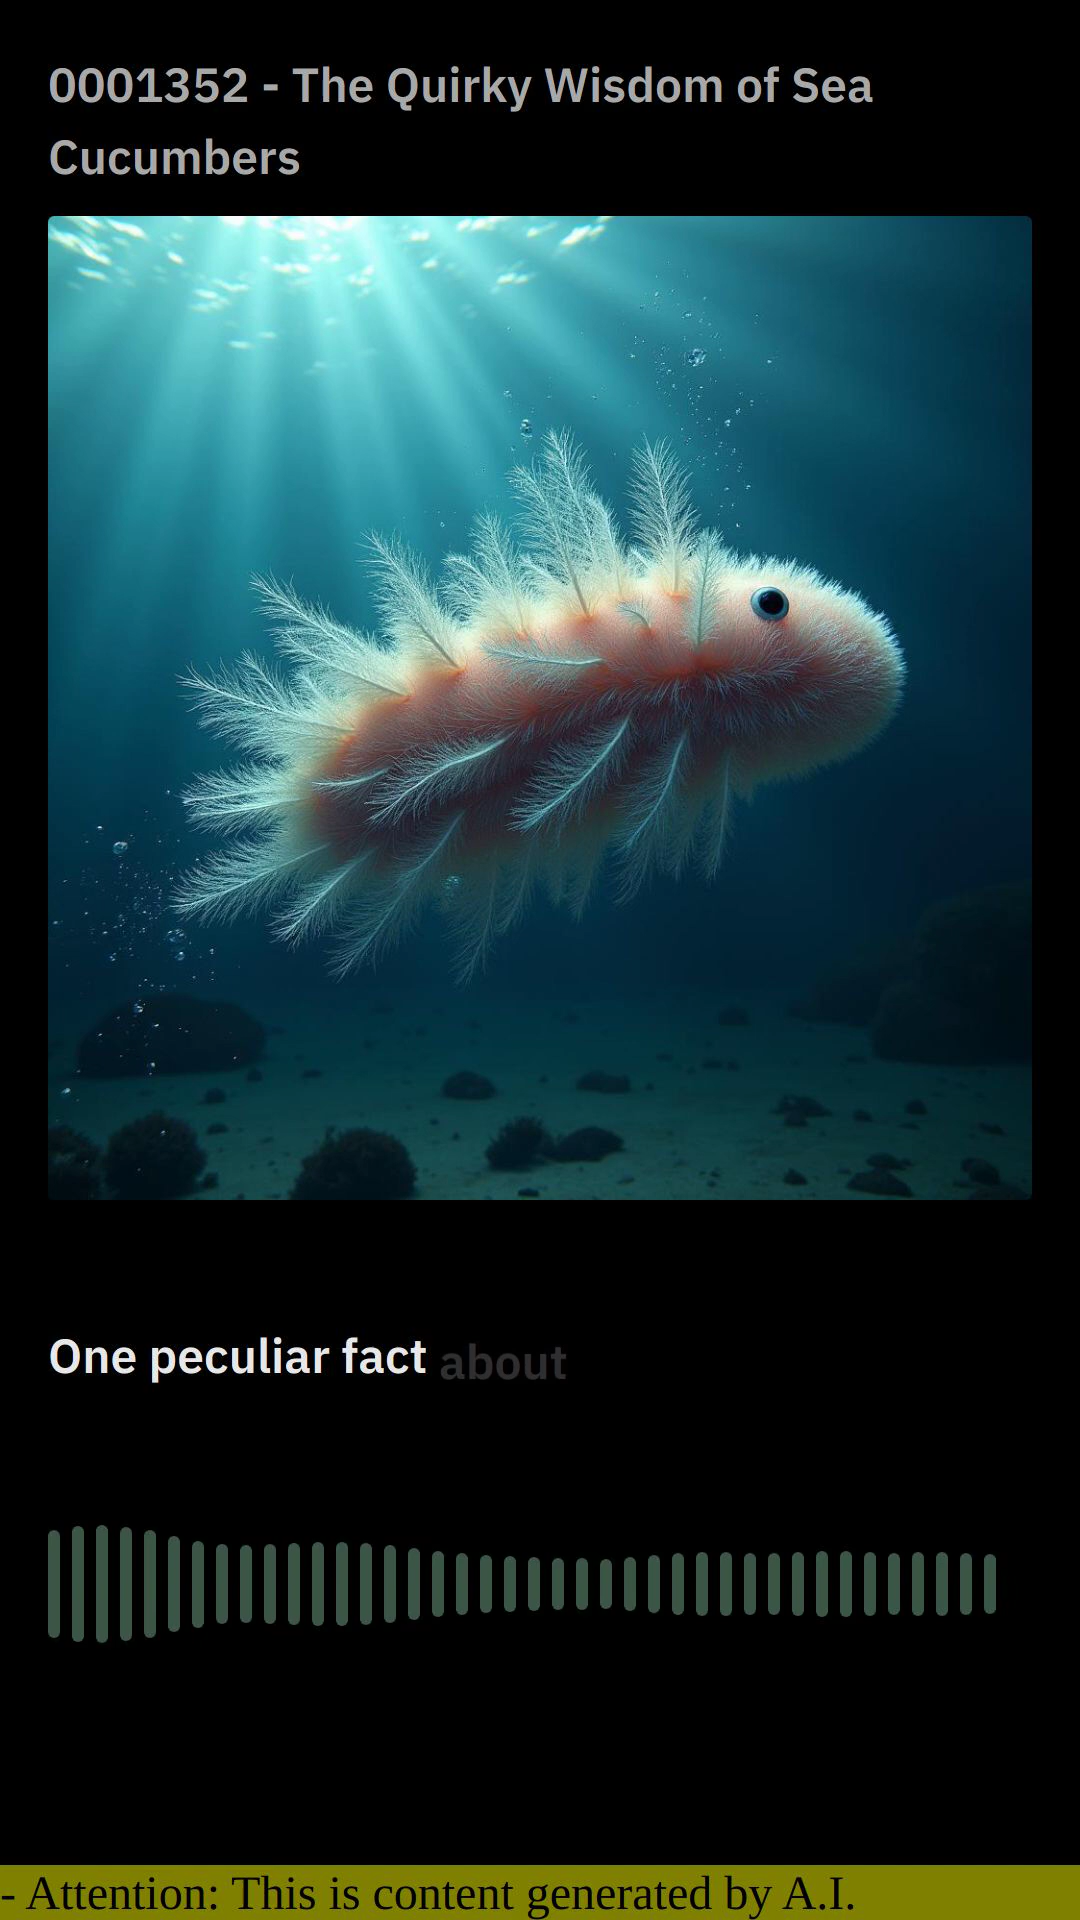 0001352 - The Quirky Wisdom of Sea
Cucumbers
One peculiar fact about
- Attention: This is content generated by A.I.